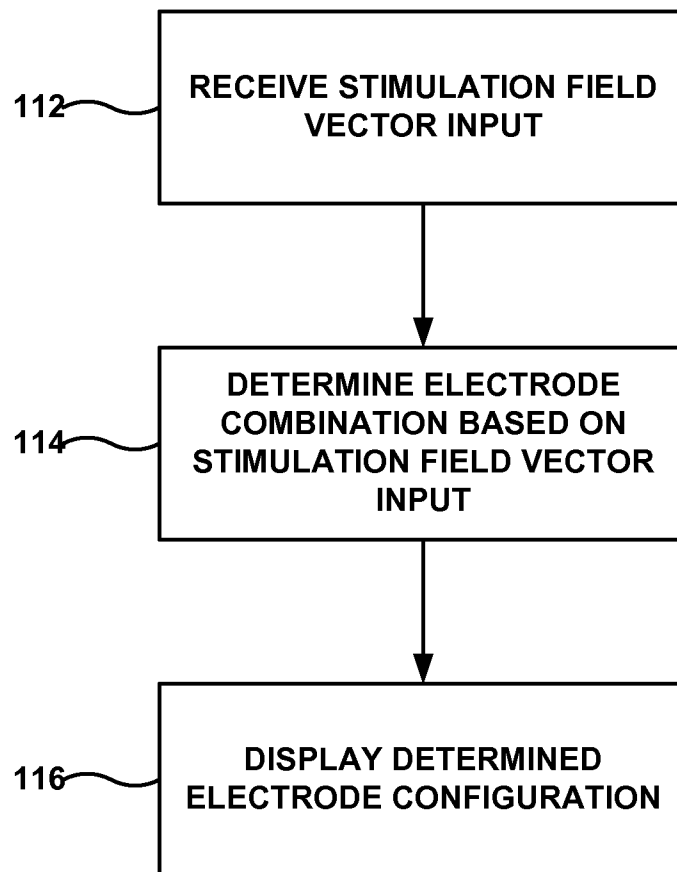 112
RECEIVE STIMULATION FIELD
VECTOR INPUT
114
DETERMINE ELECTRODE
COMBINATION BASED ON
STIMULATION FIELD VECTOR
INPUT
116
DISPLAY DETERMINED
ELECTRODE CONFIGURATION